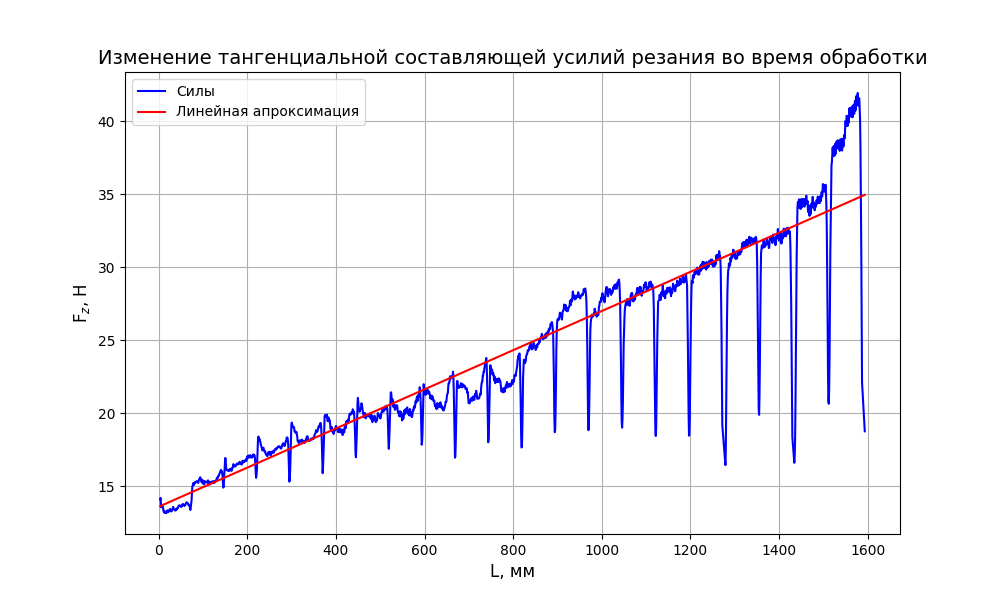 Изменение тангенциальной составляющей усилий резания во время обработки
Силы
Линейная апроксимация
40
35
30
25
20
15
F_z, Н
0 200 400 600 800 1000 1200 1400 1600
L, мм